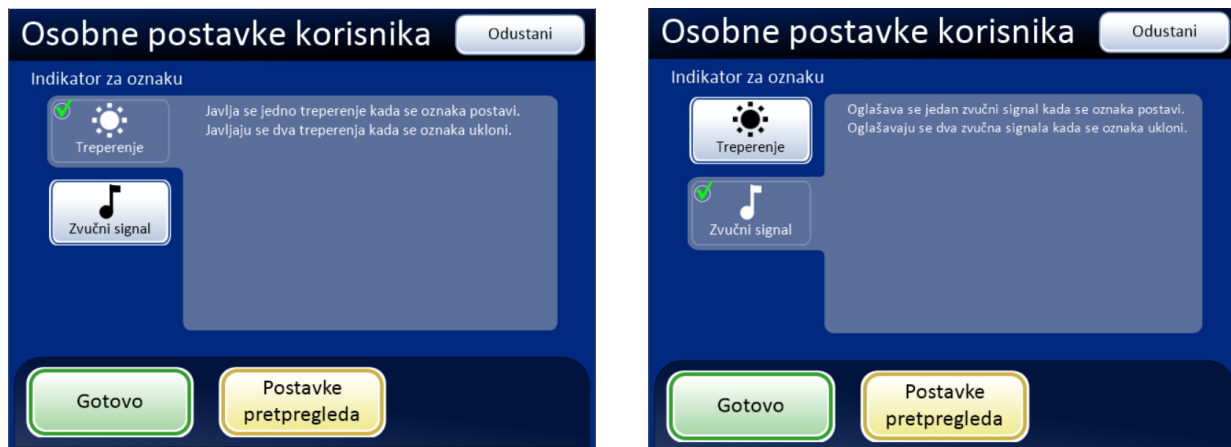 Osobne postavke korisnika
Odustani
Indikator za oznaku
Treperenje
Javlja se jedno treperenje kada se oznaka postavi.
Javljaju se dva treperenja kada se oznaka ukloni.
Zvučni signal
Gotovo
Postavke
pretpregleda
Osobne postavke korisnika
Odustani
Indikator za oznaku
Treperenje
Oglašava se jedan zvučni signal kada se oznaka postavi.
Oglašavaju se dva zvučna signala kada se oznaka ukloni.
Zvučni signal
Gotovo
Postavke
pretpregleda